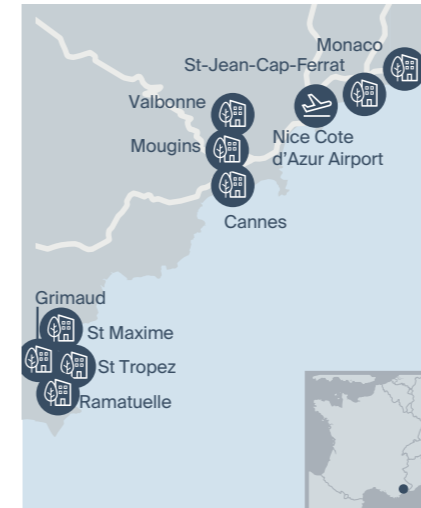 Monaco
St-Jean-Cap-Ferrat
Valbonne
Mougins
Nice Cote
d'Azur Airport
Cannes
Grimaud
St Maxime
St Tropez
Ramatuelle